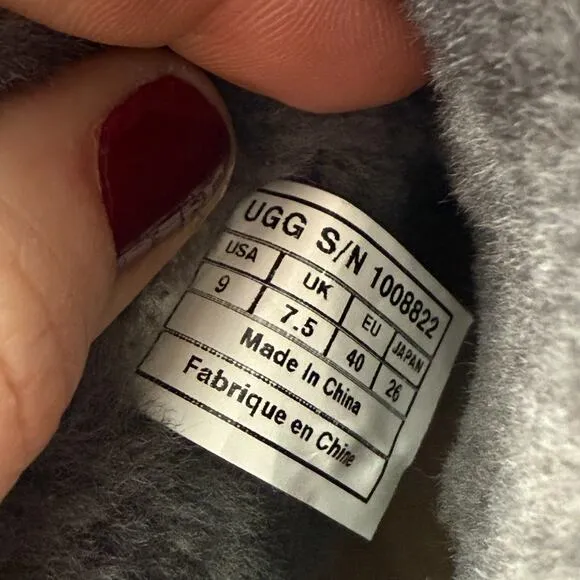 UGG S/N 1008822
USA UK EU JAPAN
9 7.5 40 26
Made in China
Fabrique en Chine